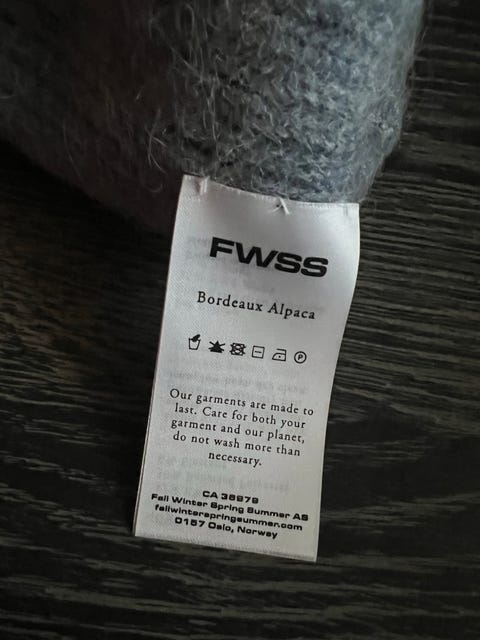 FWSS
Bordeaux Alpaca
P
Our garments are made to
last. Care for both your
garment and our planet,
do not wash more than
necessary.
CA 36979
Fall Winter Spring Summer AS
fallwinterspringsummer.com
0157 Oslo, Norway